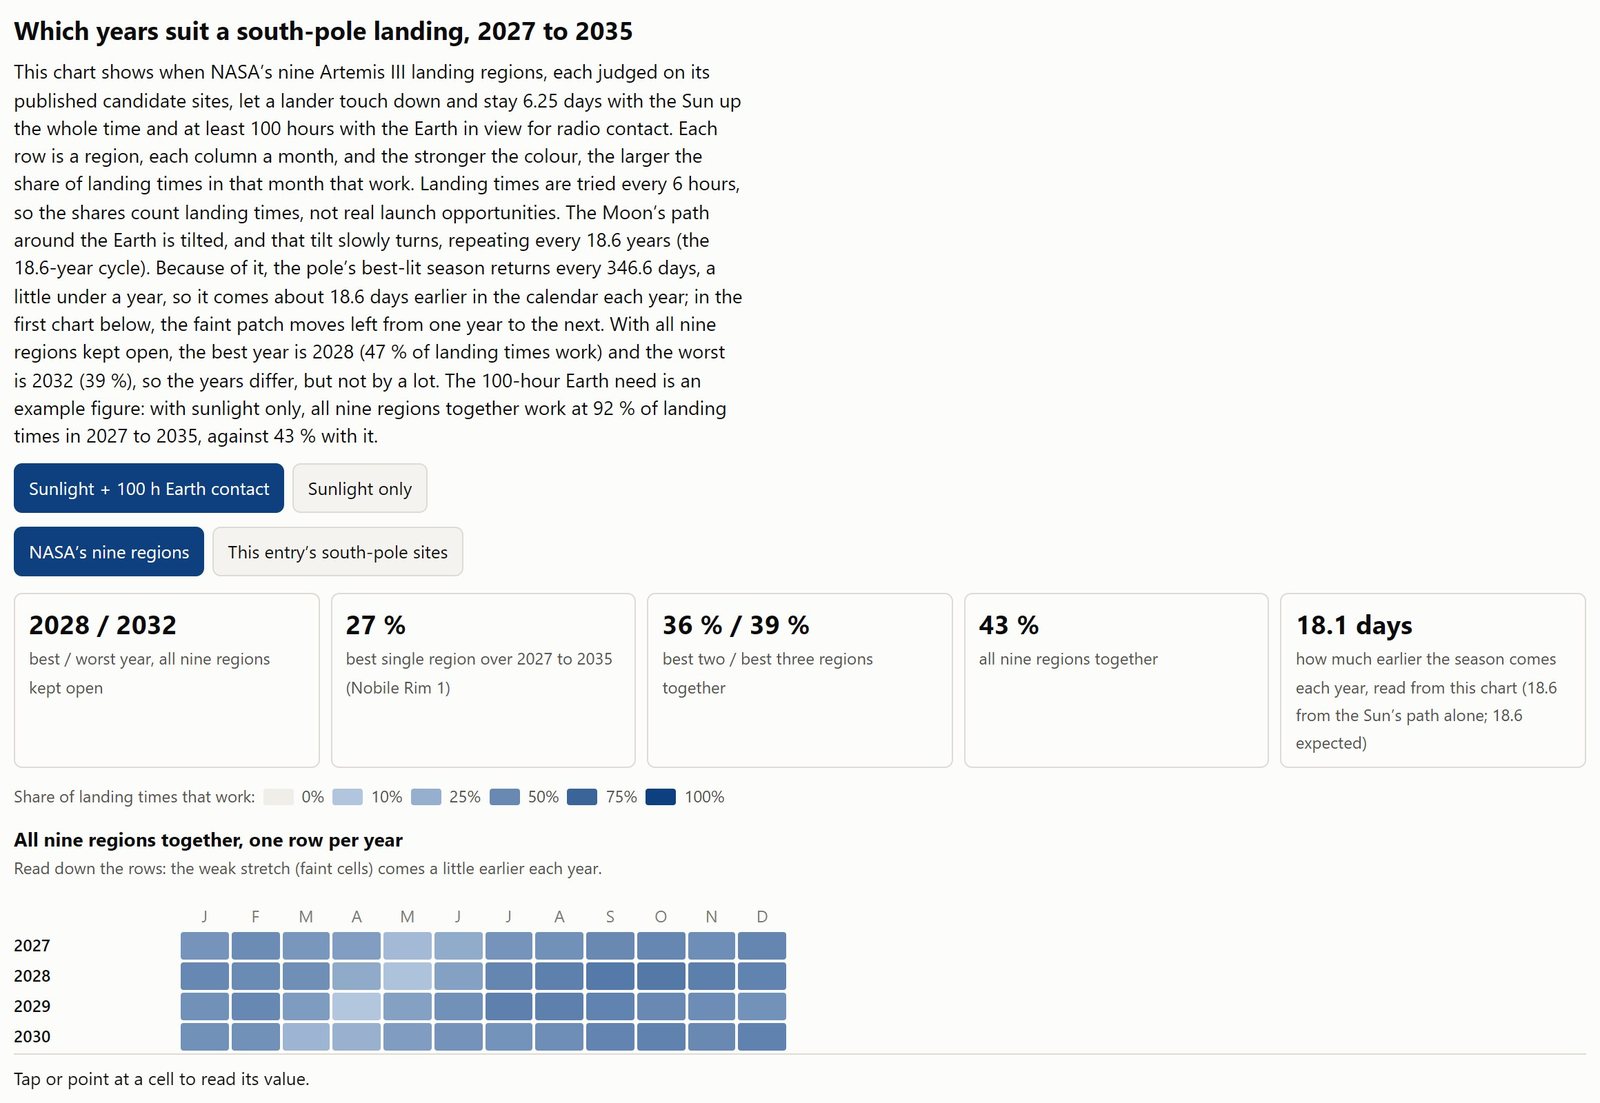 Which years suit a south-pole landing, 2027 to 2035
This chart shows when NASA’s nine Artemis III landing regions, each judged on its
published candidate sites, let a lander touch down and stay 6.25 days with the Sun up
the whole time and at least 100 hours with the Earth in view for radio contact. Each
row is a region, each column a month, and the stronger the colour, the larger the
share of landing times in that month that work. Landing times are tried every 6 hours,
so the shares count landing times, not real launch opportunities. The Moon’s path
around the Earth is tilted, and that tilt slowly turns, repeating every 18.6 years (the
18.6-year cycle). Because of it, the pole’s best-lit season returns every 346.6 days, a
little under a year, so it comes about 18.6 days earlier in the calendar each year; in the
first chart below, the faint patch moves left from one year to the next. With all nine
regions kept open, the best year is 2028 (47 % of landing times work) and the worst
is 2032 (39 %), so the years differ, but not by a lot. The 100-hour Earth need is an
example figure: with sunlight only, all nine regions together work at 92 % of landing
times in 2027 to 2035, against 43 % with it.
Sunlight + 100 h Earth contact
Sunlight only
NASA’s nine regions
This entry’s south-pole sites
2028 / 2032
best / worst year, all nine regions
kept open
27 %
best single region over 2027 to 2035
(Nobile Rim 1)
36 % / 39 %
best two / best three regions
together
43 %
all nine regions together
18.1 days
how much earlier the season comes
each year, read from this chart (18.6
from the Sun’s path alone; 18.6
expected)
Share of landing times that work: 0% 10% 25% 50% 75% 100%
All nine regions together, one row per year
Read down the rows: the weak stretch (faint cells) comes a little earlier each year.
J F M A M J J A S O N D
2027
2028
2029
2030
Tap or point at a cell to read its value.